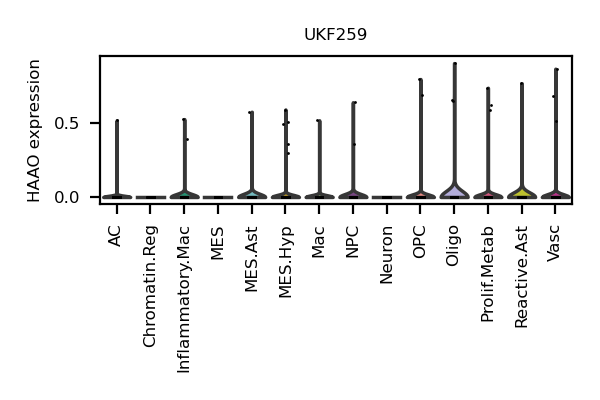 UKF259
HAAO expression
0.5
0.0
AC
Chromatin.Reg
Inflammatory.Mac
MES
MES.Ast
MES.Hyp
Mac
NPC
Neuron
OPC
Oligo
Prolif.Metab
Reactive.Ast
Vasc